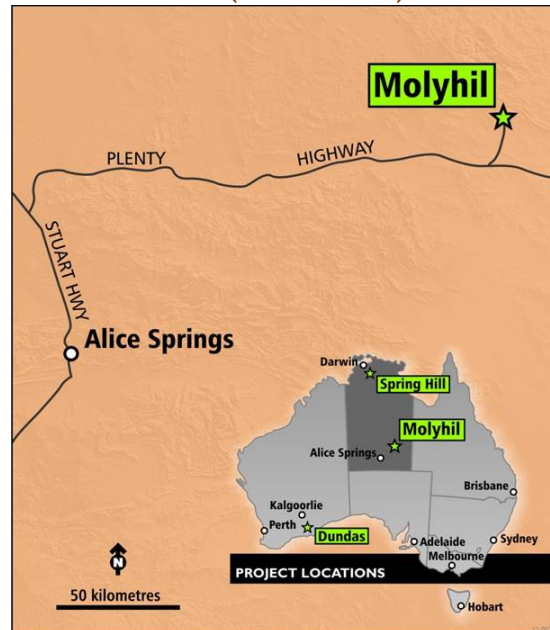 Molyhil
PLENTY HIGHWAY
STUART HWY
Alice Springs
Darwin
Spring Hill
Molyhil
Alice Springs
Brisbane
Kalgoorlie
Perth
Dundas
Adelaide
Sydney
Melbourne
PROJECT LOCATIONS
N
50 kilometres
Hobart